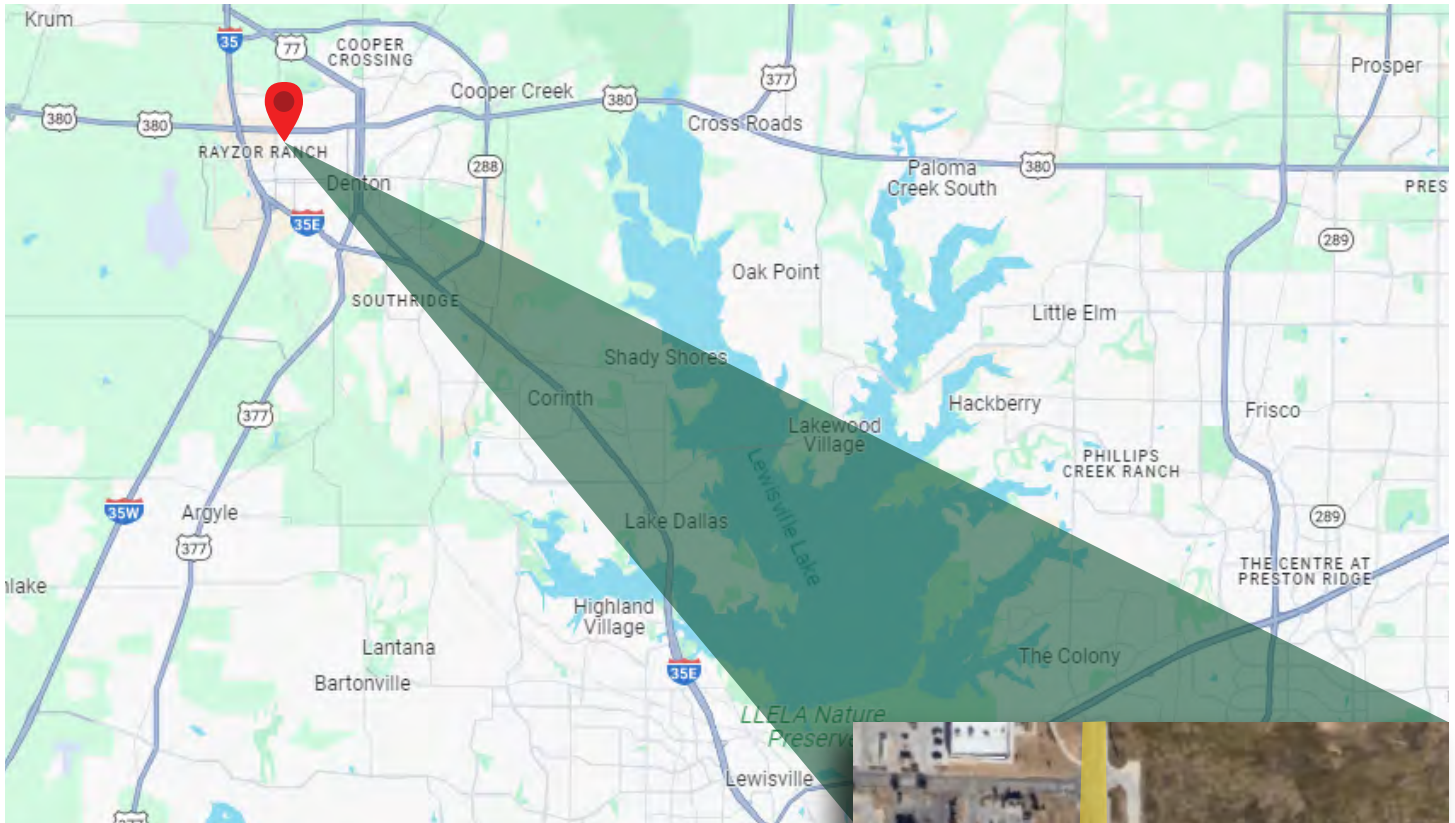 Krum
35
77
COOPER
CROSSING
377
Prosper
380
380
Cooper Creek
380
Cross Roads
RAYZOR RANCH
288
Denton
Paloma
Creek South
380
PRES
35E
289
Oak Point
SOUTHRIDGE
Little Elm
Shady Shores
Corinth
Hackberry
Frisco
377
Lakewood
Village
PHILLIPS
CREEK RANCH
Lewisville Lake
35W
Argyle
Lake Dallas
289
377
THE CENTRE AT
PRESTON RIDGE
nlake
Highland
Village
Lantana
The Colony
Bartonville
35E
LLELA Nature
Preserve
Lewisville
377